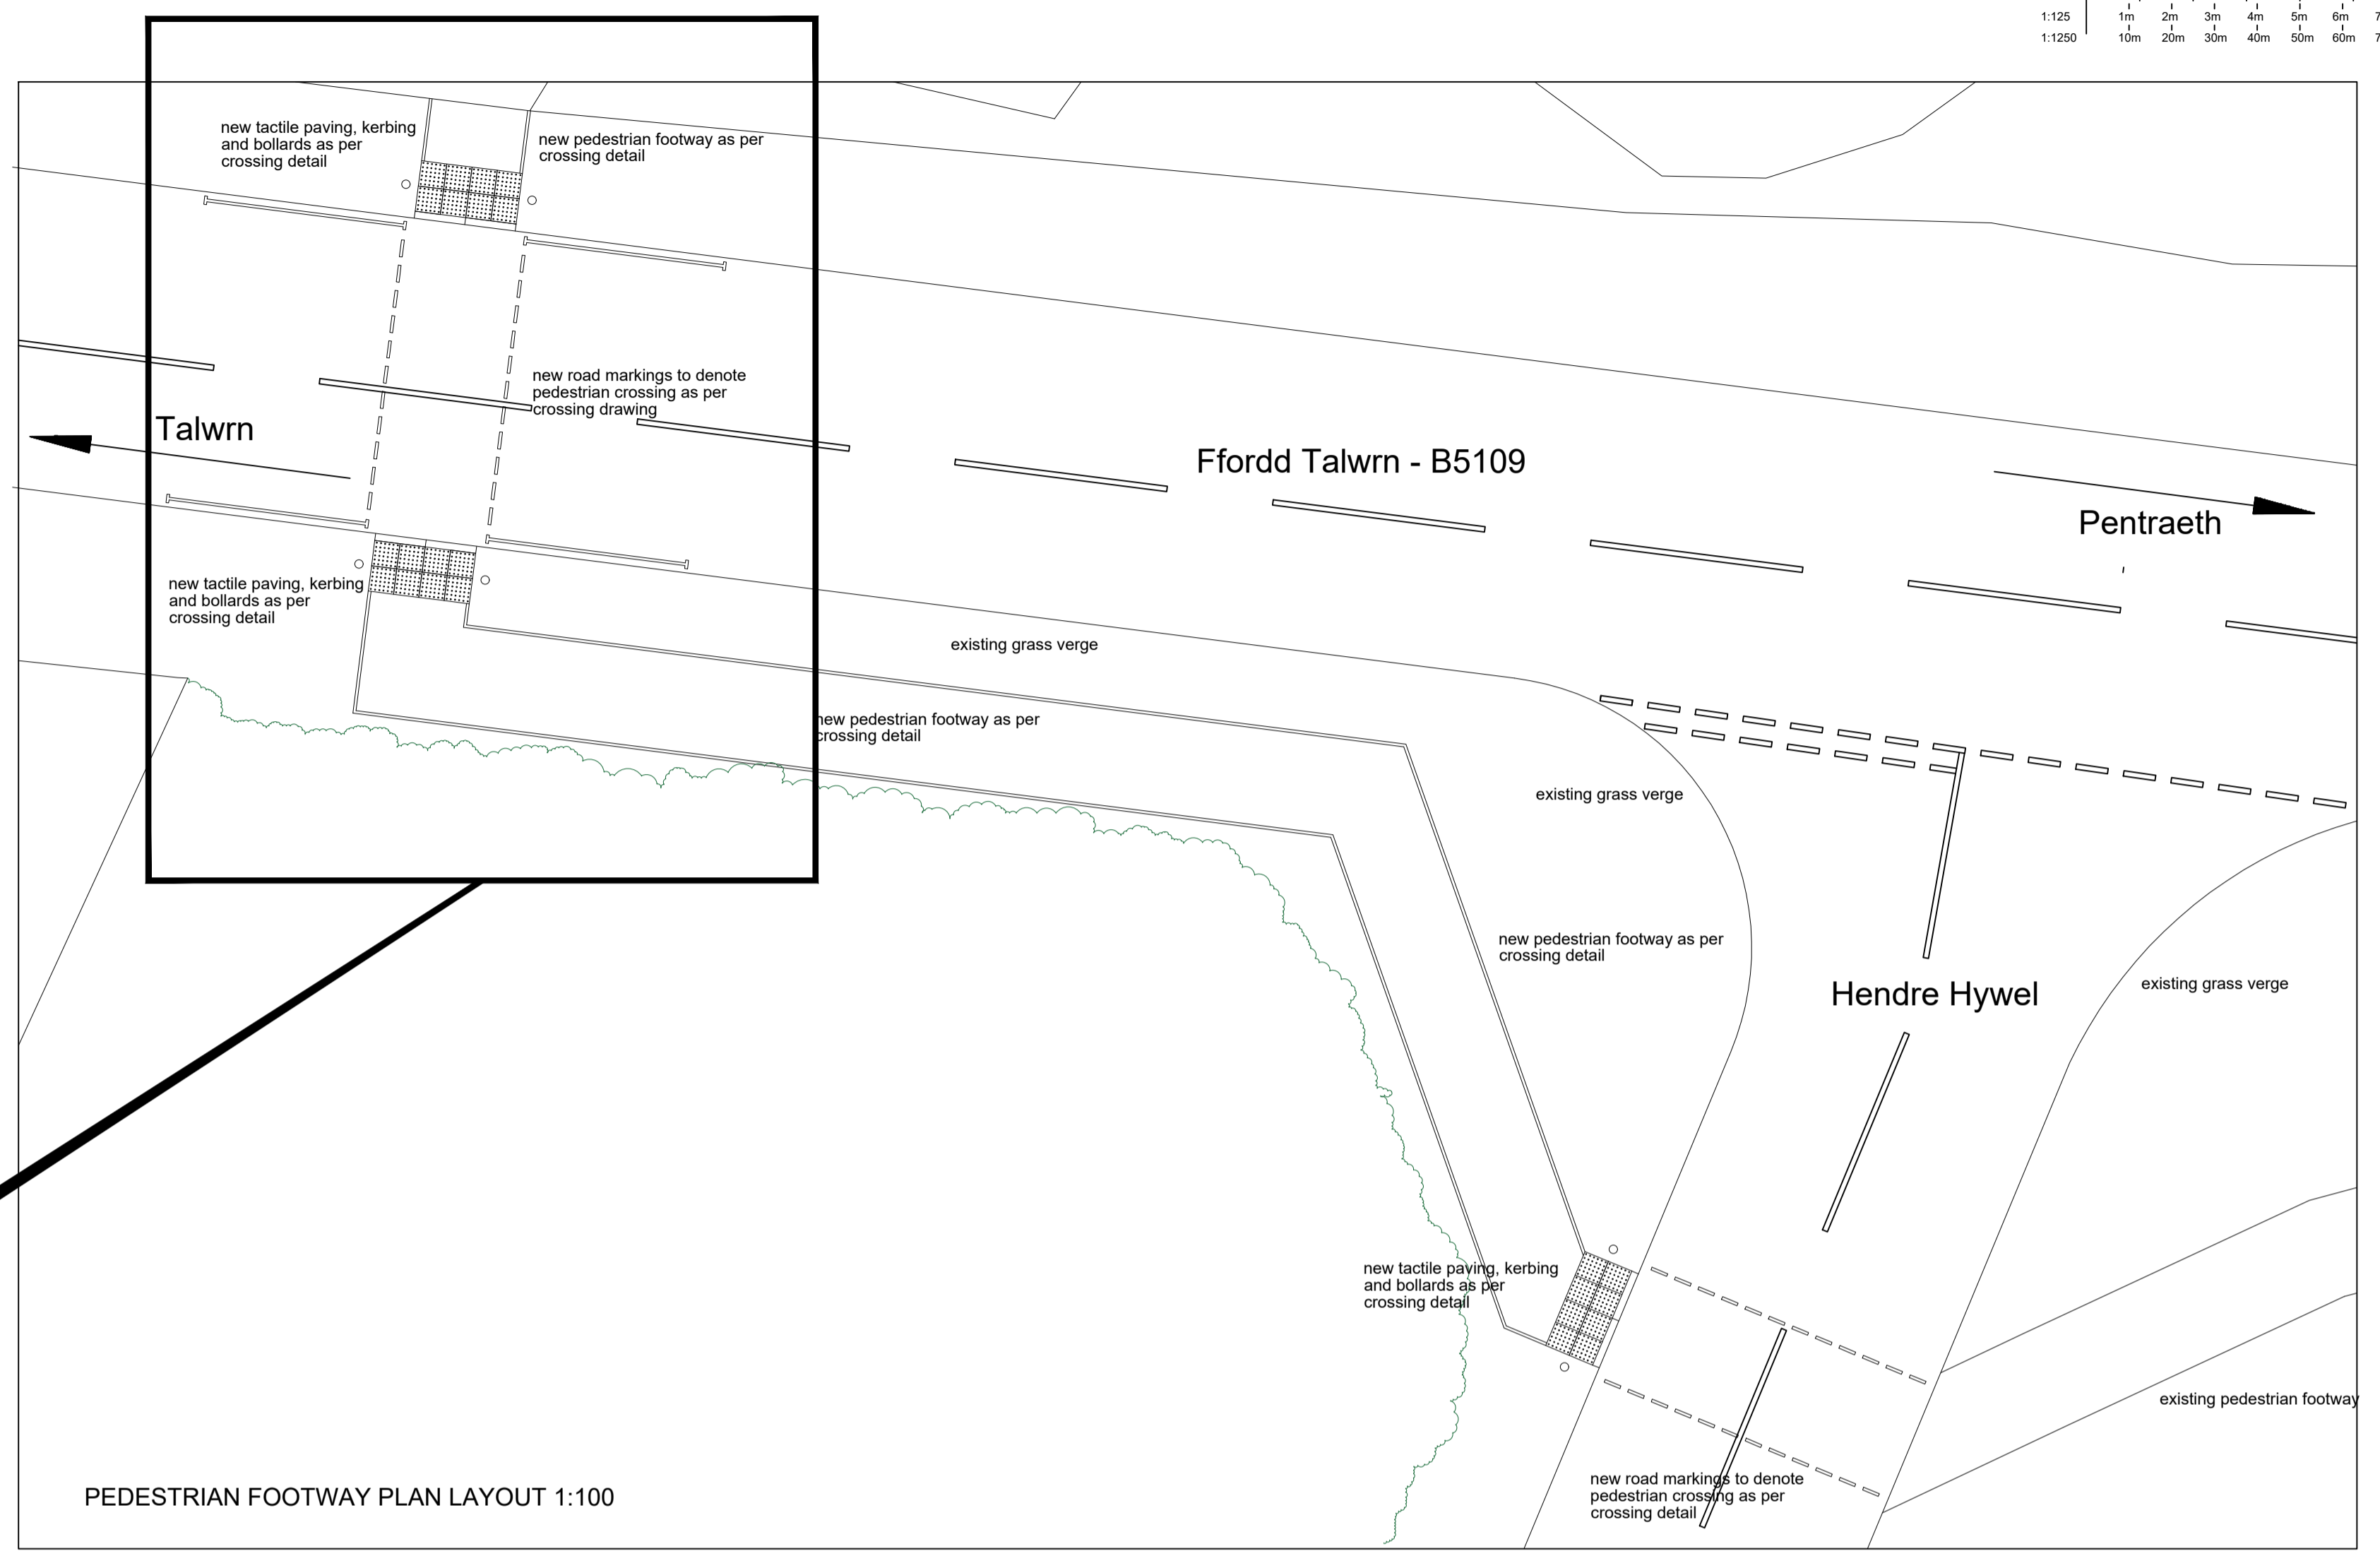 1:125 1m 2m 3m 4m 5m 6m 7
1:1250 10m 20m 30m 40m 50m 60m 7
new tactile paving, kerbing
and bollards as per
crossing detail
new pedestrian footway as per
crossing detail
new road markings to denote
pedestrian crossing as per
crossing drawing
Talwrn
Ffordd Talwrn - B5109
Pentraeth
new tactile paving, kerbing
and bollards as per
crossing detail
existing grass verge
new pedestrian footway as per
crossing detail
existing grass verge
new pedestrian footway as per
crossing detail
Hendre Hywel
existing grass verge
new tactile paving, kerbing
and bollards as per
crossing detail
existing pedestrian footway
new road markings to denote
pedestrian crossing as per
crossing detail
PEDESTRIAN FOOTWAY PLAN LAYOUT 1:100